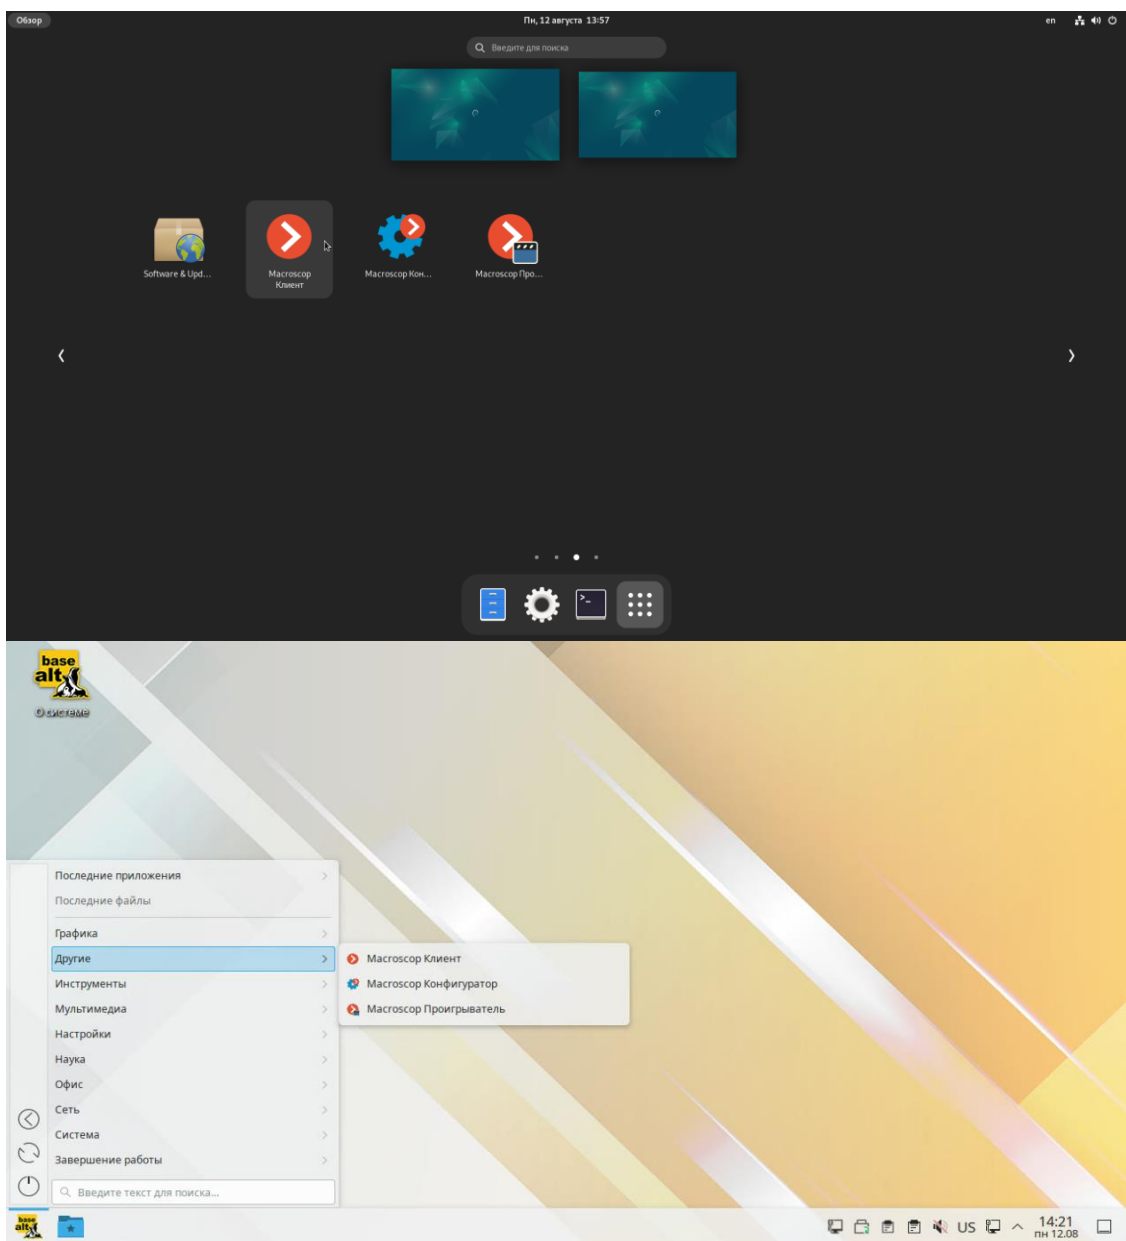 Обзор
Пн, 12 августа 13:57
en
Введите для поиска
Software & Upd...
Macroscop
Клиент
Macroscop Кон...
Macroscop Про...
>_
base
alt
О системе
Последние приложения
Последние файлы
Графика
Другие
Macroscop Клиент
Инструменты
Macroscop Конфигуратор
Мультимедиа
Macroscop Проигрыватель
Настройки
Наука
Офис
Сеть
Система
Завершение работы
Введите текст для поиска...
base
alt
US
14:21
пн 12.08